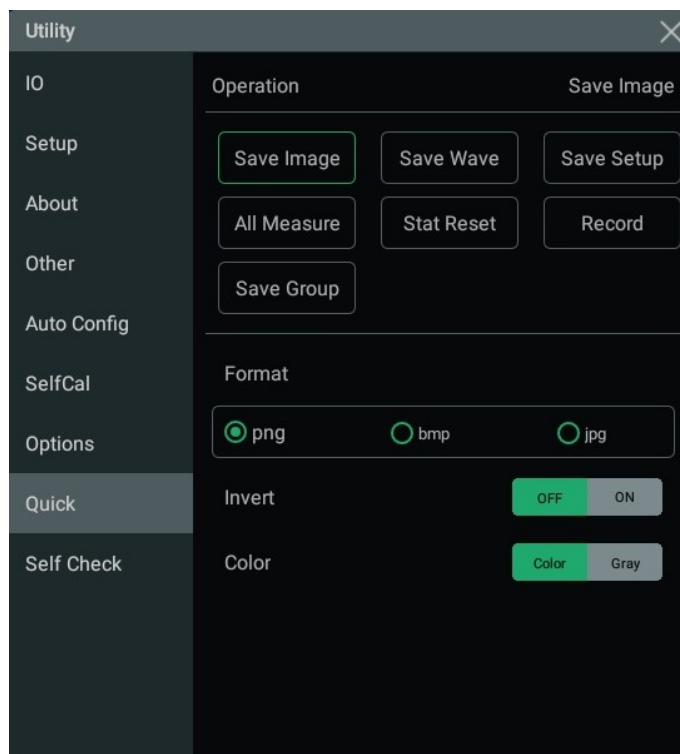 Utility
IO
Setup
About
Other
Auto Config
SelfCal
Options
Quick
Self Check
Operation Save Image
Save Image Save Wave Save Setup
All Measure Stat Reset Record
Save Group
Format
png bmp jpg
Invert OFF ON
Color Color Gray